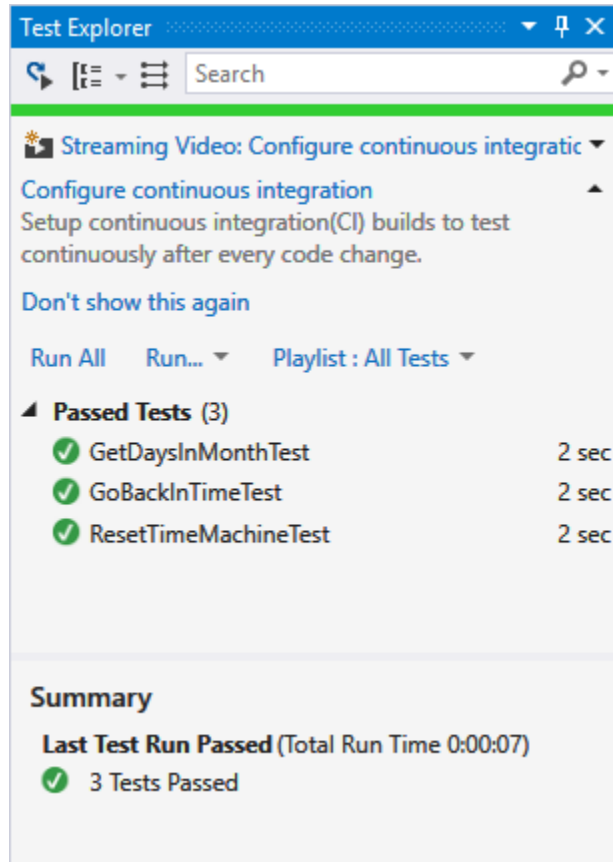 Test Explorer
Search
Streaming Video: Configure continuous integratic
Configure continuous integration
Setup continuous integration(CI) builds to test
continuously after every code change.
Don't show this again
Run All Run... Playlist : All Tests
Passed Tests (3)
GetDaysInMonthTest 2 sec
GoBackInTimeTest 2 sec
ResetTimeMachineTest 2 sec
Summary
Last Test Run Passed (Total Run Time 0:00:07)
3 Tests Passed